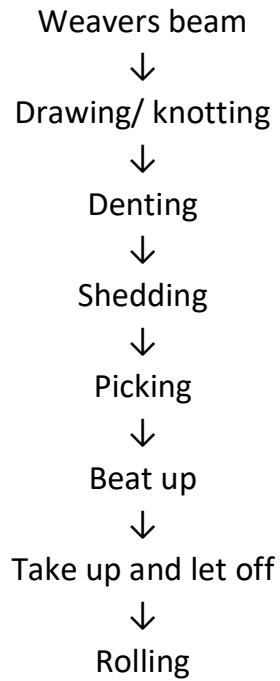 Weavers beam
↓
Drawing/ knotting
↓
Denting
↓
Shedding
↓
Picking
↓
Beat up
↓
Take up and let off
↓
Rolling